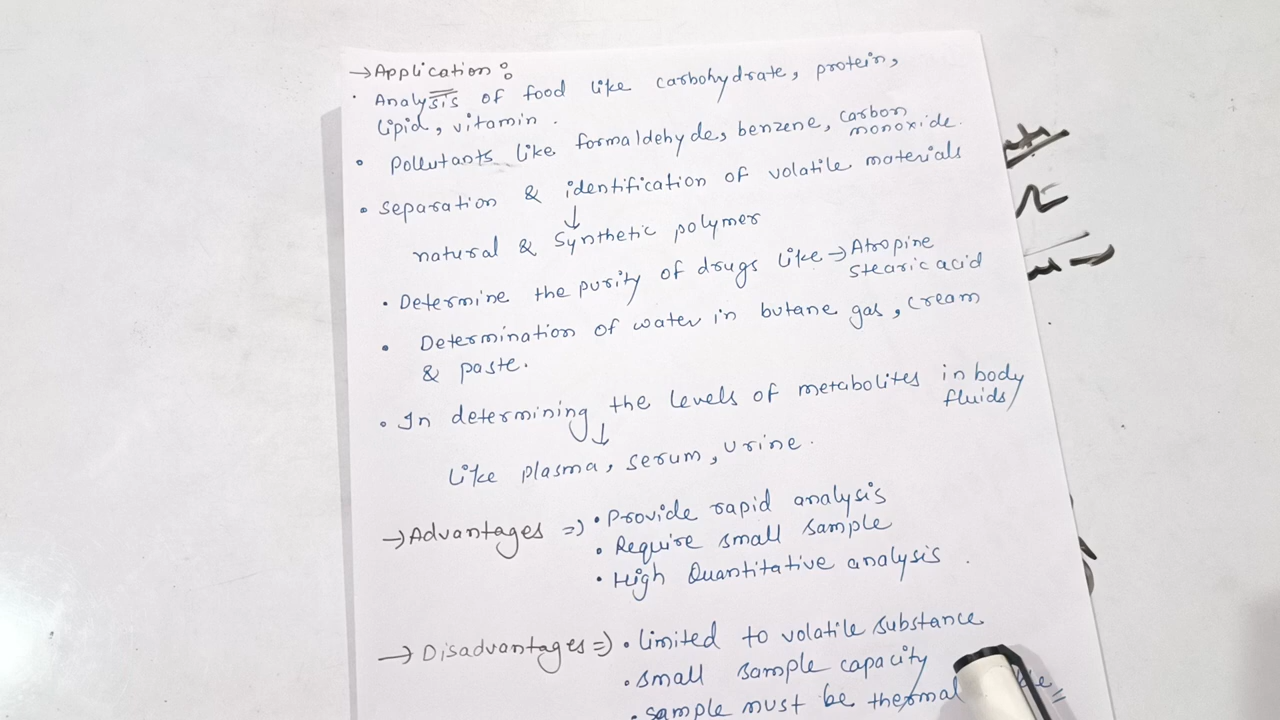 →Application :
• Analysis of food like carbohydrate, protein,
lipid, vitamin.
• Pollutants like formaldehyde, benzene, carbon
monoxide.
• Separation & identification of volatile materials
↓
natural & Synthetic polymer
• Determine the purity of drugs like → Atropine
stearic acid
• Determination of water in butane gas, cream
& paste.
• In determining the levels of metabolites in body
fluids
↓
Like plasma, serum, urine.
→Advantages => • Provide rapid analysis
• Require small sample
• High Quantitative analysis.
→ Disadvantages => • limited to volatile substance
• small sample capacity
• sample must be thermal